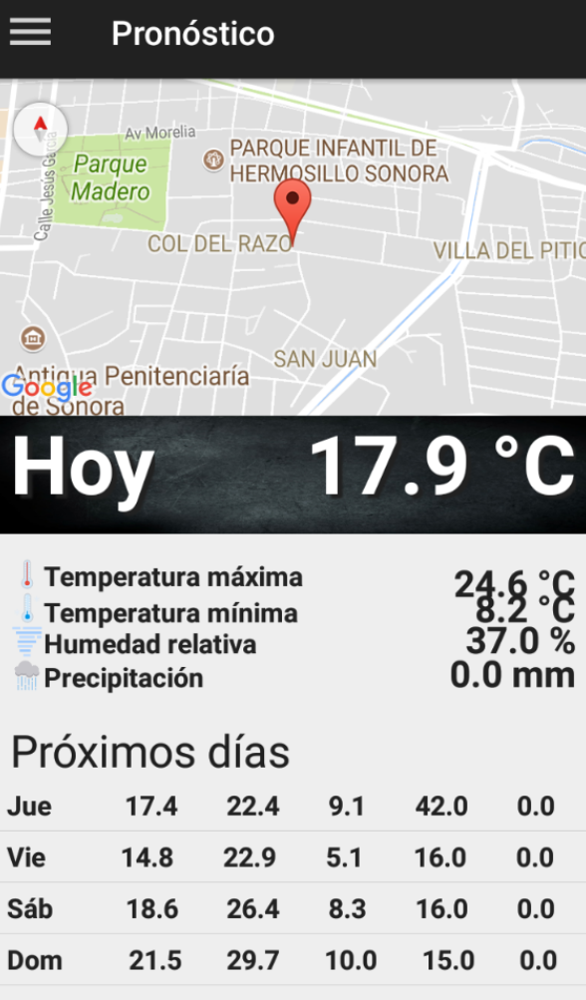 Pronóstico
Av Morelia
Calle Jesús García
Parque
Madero
PARQUE INFANTIL DE
HERMOSILLO SONORA
COL DEL RAZO
VILLA DEL PITIC
SAN JUAN
Antigua Penitenciaría
de Sonora
Google
Hoy 17.9 °C
Temperatura máxima 24.6 °C
Temperatura mínima 8.2 °C
Humedad relativa 37.0 %
Precipitación 0.0 mm
Próximos días
Jue 17.4 22.4 9.1 42.0 0.0
Vie 14.8 22.9 5.1 16.0 0.0
Sáb 18.6 26.4 8.3 16.0 0.0
Dom 21.5 29.7 10.0 15.0 0.0